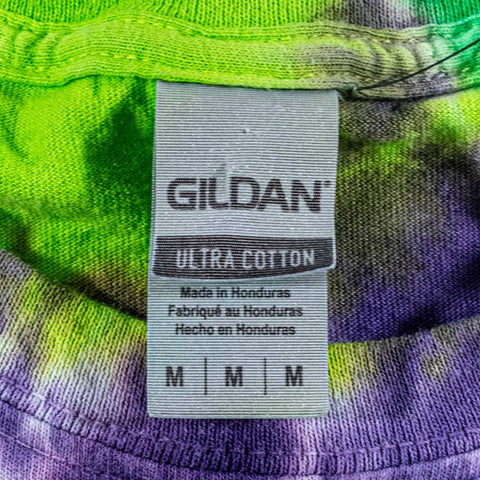 GILDAN
ULTRA COTTON
Made in Honduras
Fabriqué au Honduras
Hecho en Honduras
M | M | M